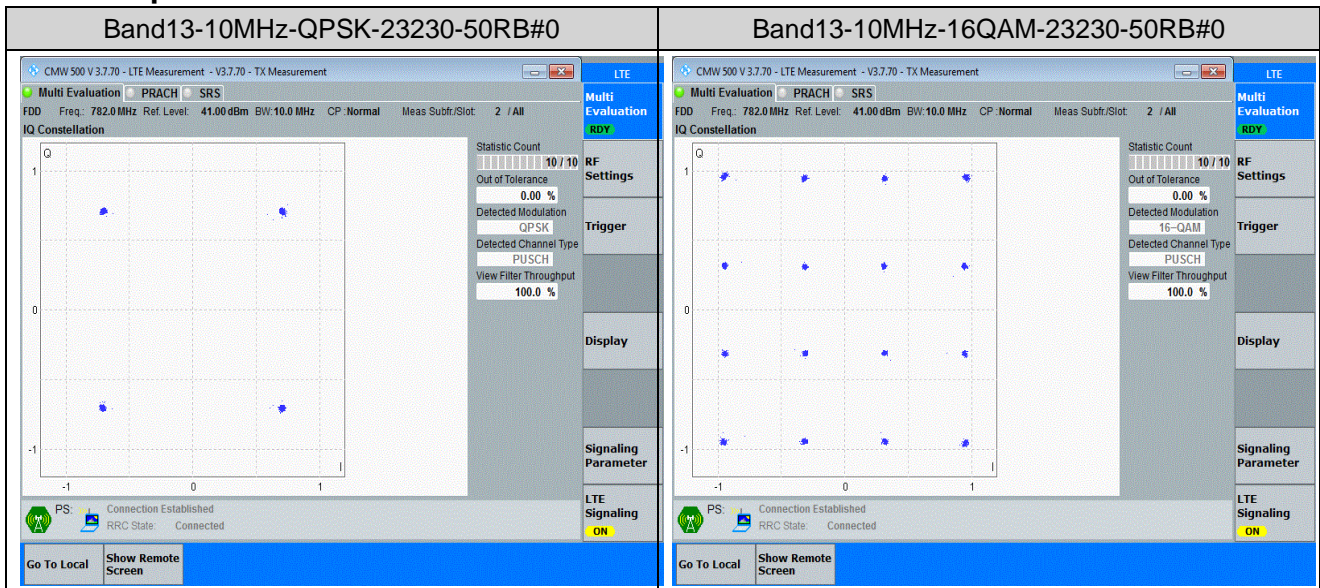 Band13-10MHz-QPSK-23230-50RB#0
CMW 500 V 3.7.70 - LTE Measurement - V3.7.70 - TX Measurement
LTE
Multi Evaluation PRACH SRS
Multi Evaluation
RDY
FDD Freq.: 782.0 MHz Ref. Level: 41.00 dBm BW: 10.0 MHz CP : Normal Meas Subfr./Slot: 2 / All
IQ Constellation
Q
1
0
-1
I
-1 0 1
Statistic Count
10 / 10
Out of Tolerance
0.00 %
Detected Modulation
QPSK
Detected Channel Type
PUSCH
View Filter Throughput
100.0 %
RF Settings
Trigger
Display
Signaling Parameter
LTE Signaling
ON
PS: Connection Established
RRC State: Connected
Go To Local Show Remote Screen
Band13-10MHz-16QAM-23230-50RB#0
CMW 500 V 3.7.70 - LTE Measurement - V3.7.70 - TX Measurement
LTE
Multi Evaluation PRACH SRS
Multi Evaluation
RDY
FDD Freq.: 782.0 MHz Ref. Level: 41.00 dBm BW: 10.0 MHz CP : Normal Meas Subfr./Slot: 2 / All
IQ Constellation
Q
1
0
-1
I
-1 0 1
Statistic Count
10 / 10
Out of Tolerance
0.00 %
Detected Modulation
16-QAM
Detected Channel Type
PUSCH
View Filter Throughput
100.0 %
RF Settings
Trigger
Display
Signaling Parameter
LTE Signaling
ON
PS: Connection Established
RRC State: Connected
Go To Local Show Remote Screen